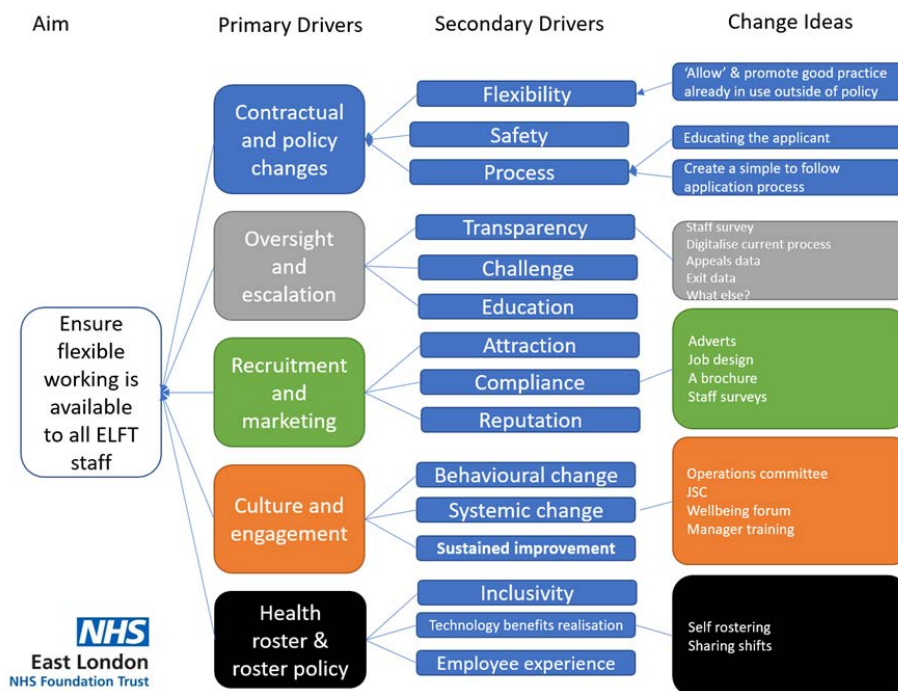 Aim
Primary Drivers
Secondary Drivers
Change Ideas
Ensure
flexible
working is
available
to all ELFT
staff
Contractual
and policy
changes
Flexibility
Safety
Process
‘Allow’ & promote good practice
already in use outside of policy
Educating the applicant
Create a simple to follow
application process
Oversight
and
escalation
Transparency
Challenge
Education
Staff survey
Digitalise current process
Appeals data
Exit data
What else?
Recruitment
and
marketing
Attraction
Compliance
Reputation
Adverts
Job design
A brochure
Staff surveys
Culture and
engagement
Behavioural change
Systemic change
Sustained improvement
Operations committee
JSC
Wellbeing forum
Manager training
Health
roster &
roster policy
Inclusivity
Technology benefits realisation
Employee experience
Self rostering
Sharing shifts
NHS
East London
NHS Foundation Trust